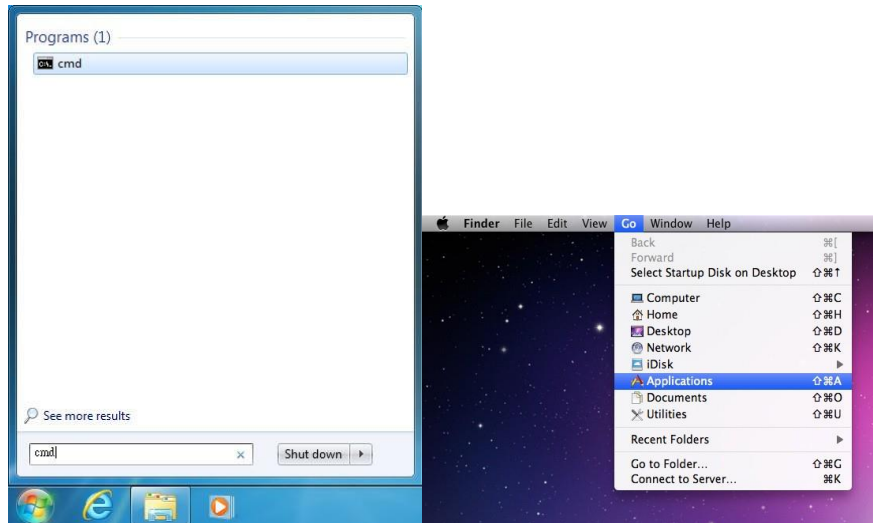 Programs (1)
cmd
See more results
cmd
Shut down
Finder File Edit View Go Window Help
Back ⌘[
Forward ⌘]
Select Startup Disk on Desktop ⇧⌘↑
Computer ⇧⌘C
Home ⇧⌘H
Desktop ⇧⌘D
Network ⇧⌘K
iDisk
Applications ⇧⌘A
Documents ⇧⌘O
Utilities ⇧⌘U
Recent Folders
Go to Folder... ⇧⌘G
Connect to Server... ⌘K